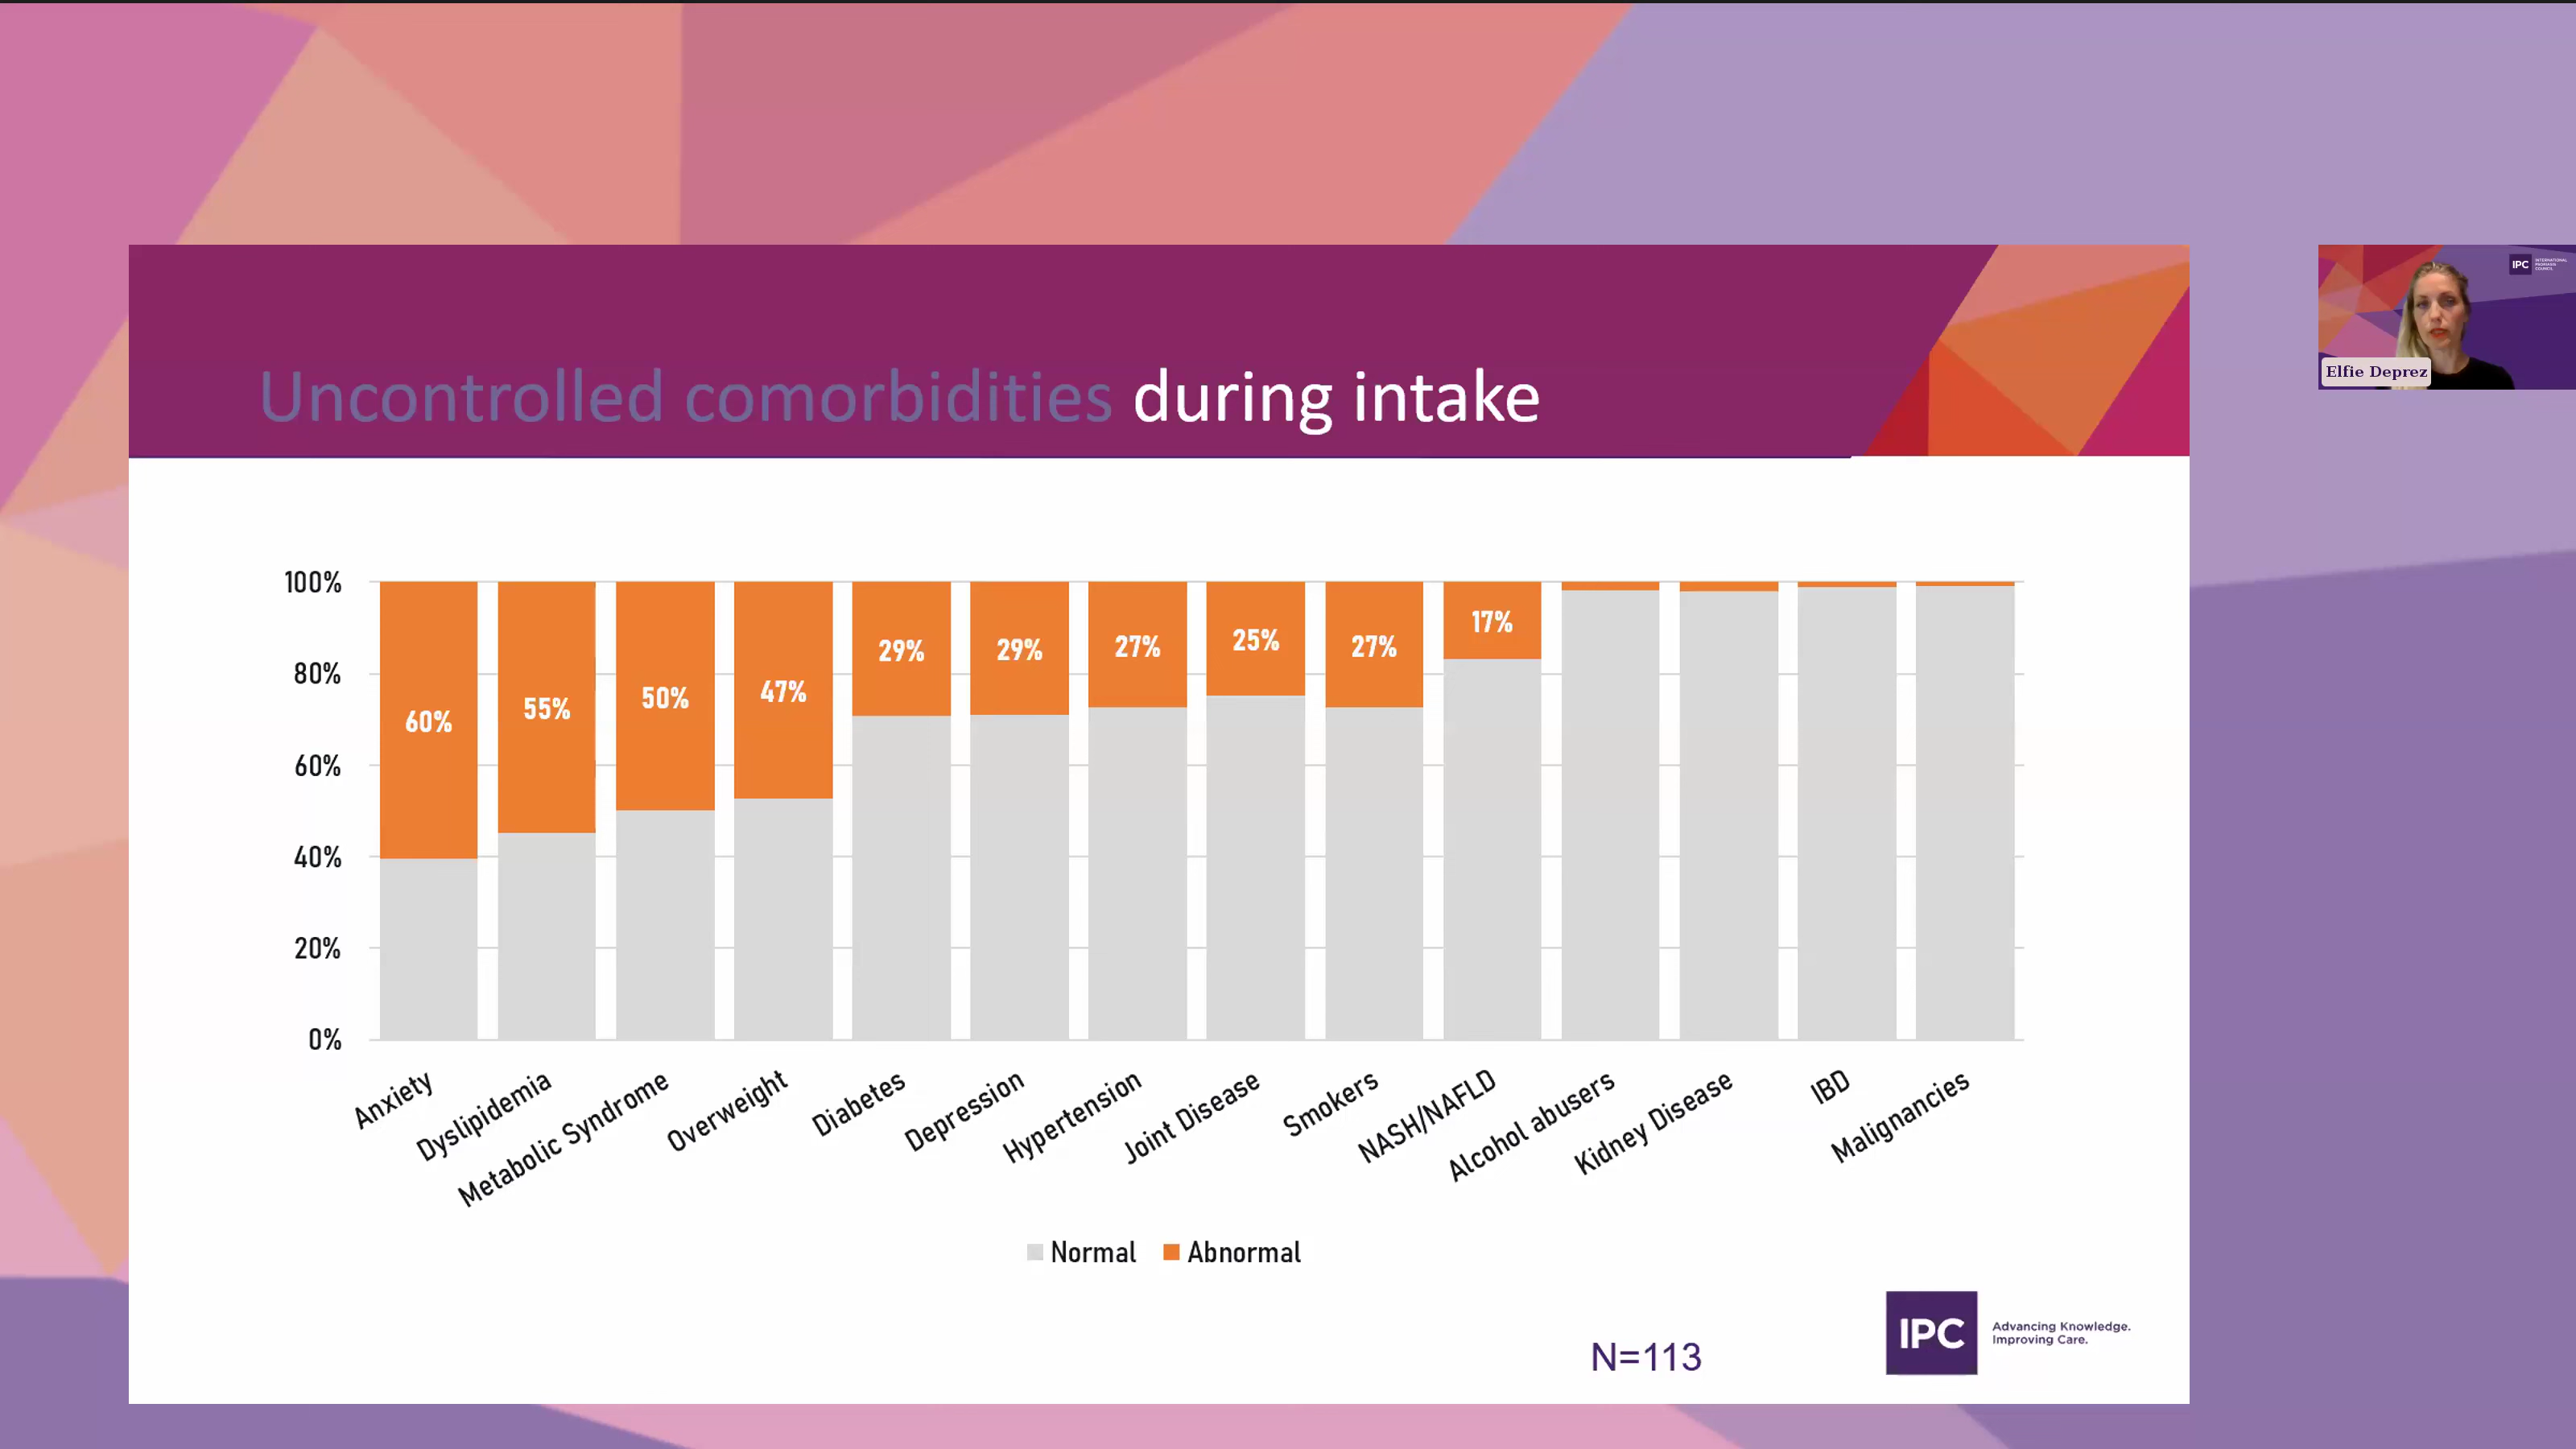 Uncontrolled comorbidities during intake
IPC
Elfie Deprez
100%
80%
60%
40%
20%
0%
60%
55%
50%
47%
29%
29%
27%
25%
27%
17%
Anxiety
Dyslipidemia
Metabolic Syndrome
Overweight
Diabetes
Depression
Hypertension
Joint Disease
Smokers
NASH/NAFLD
Alcohol abusers
Kidney Disease
IBD
Malignancies
Normal
Abnormal
N=113
IPC
Advancing Knowledge.
Improving Care.